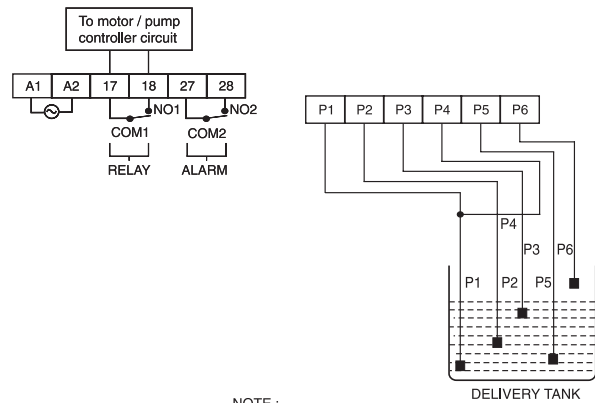 To motor / pump
controller circuit
A1 A2 17 18 27 28
NO1 NO2
COM1 COM2
RELAY ALARM
P1 P2 P3 P4 P5 P6
P4
P3 P6
P1 P2 P5
DELIVERY TANK
NOTE :